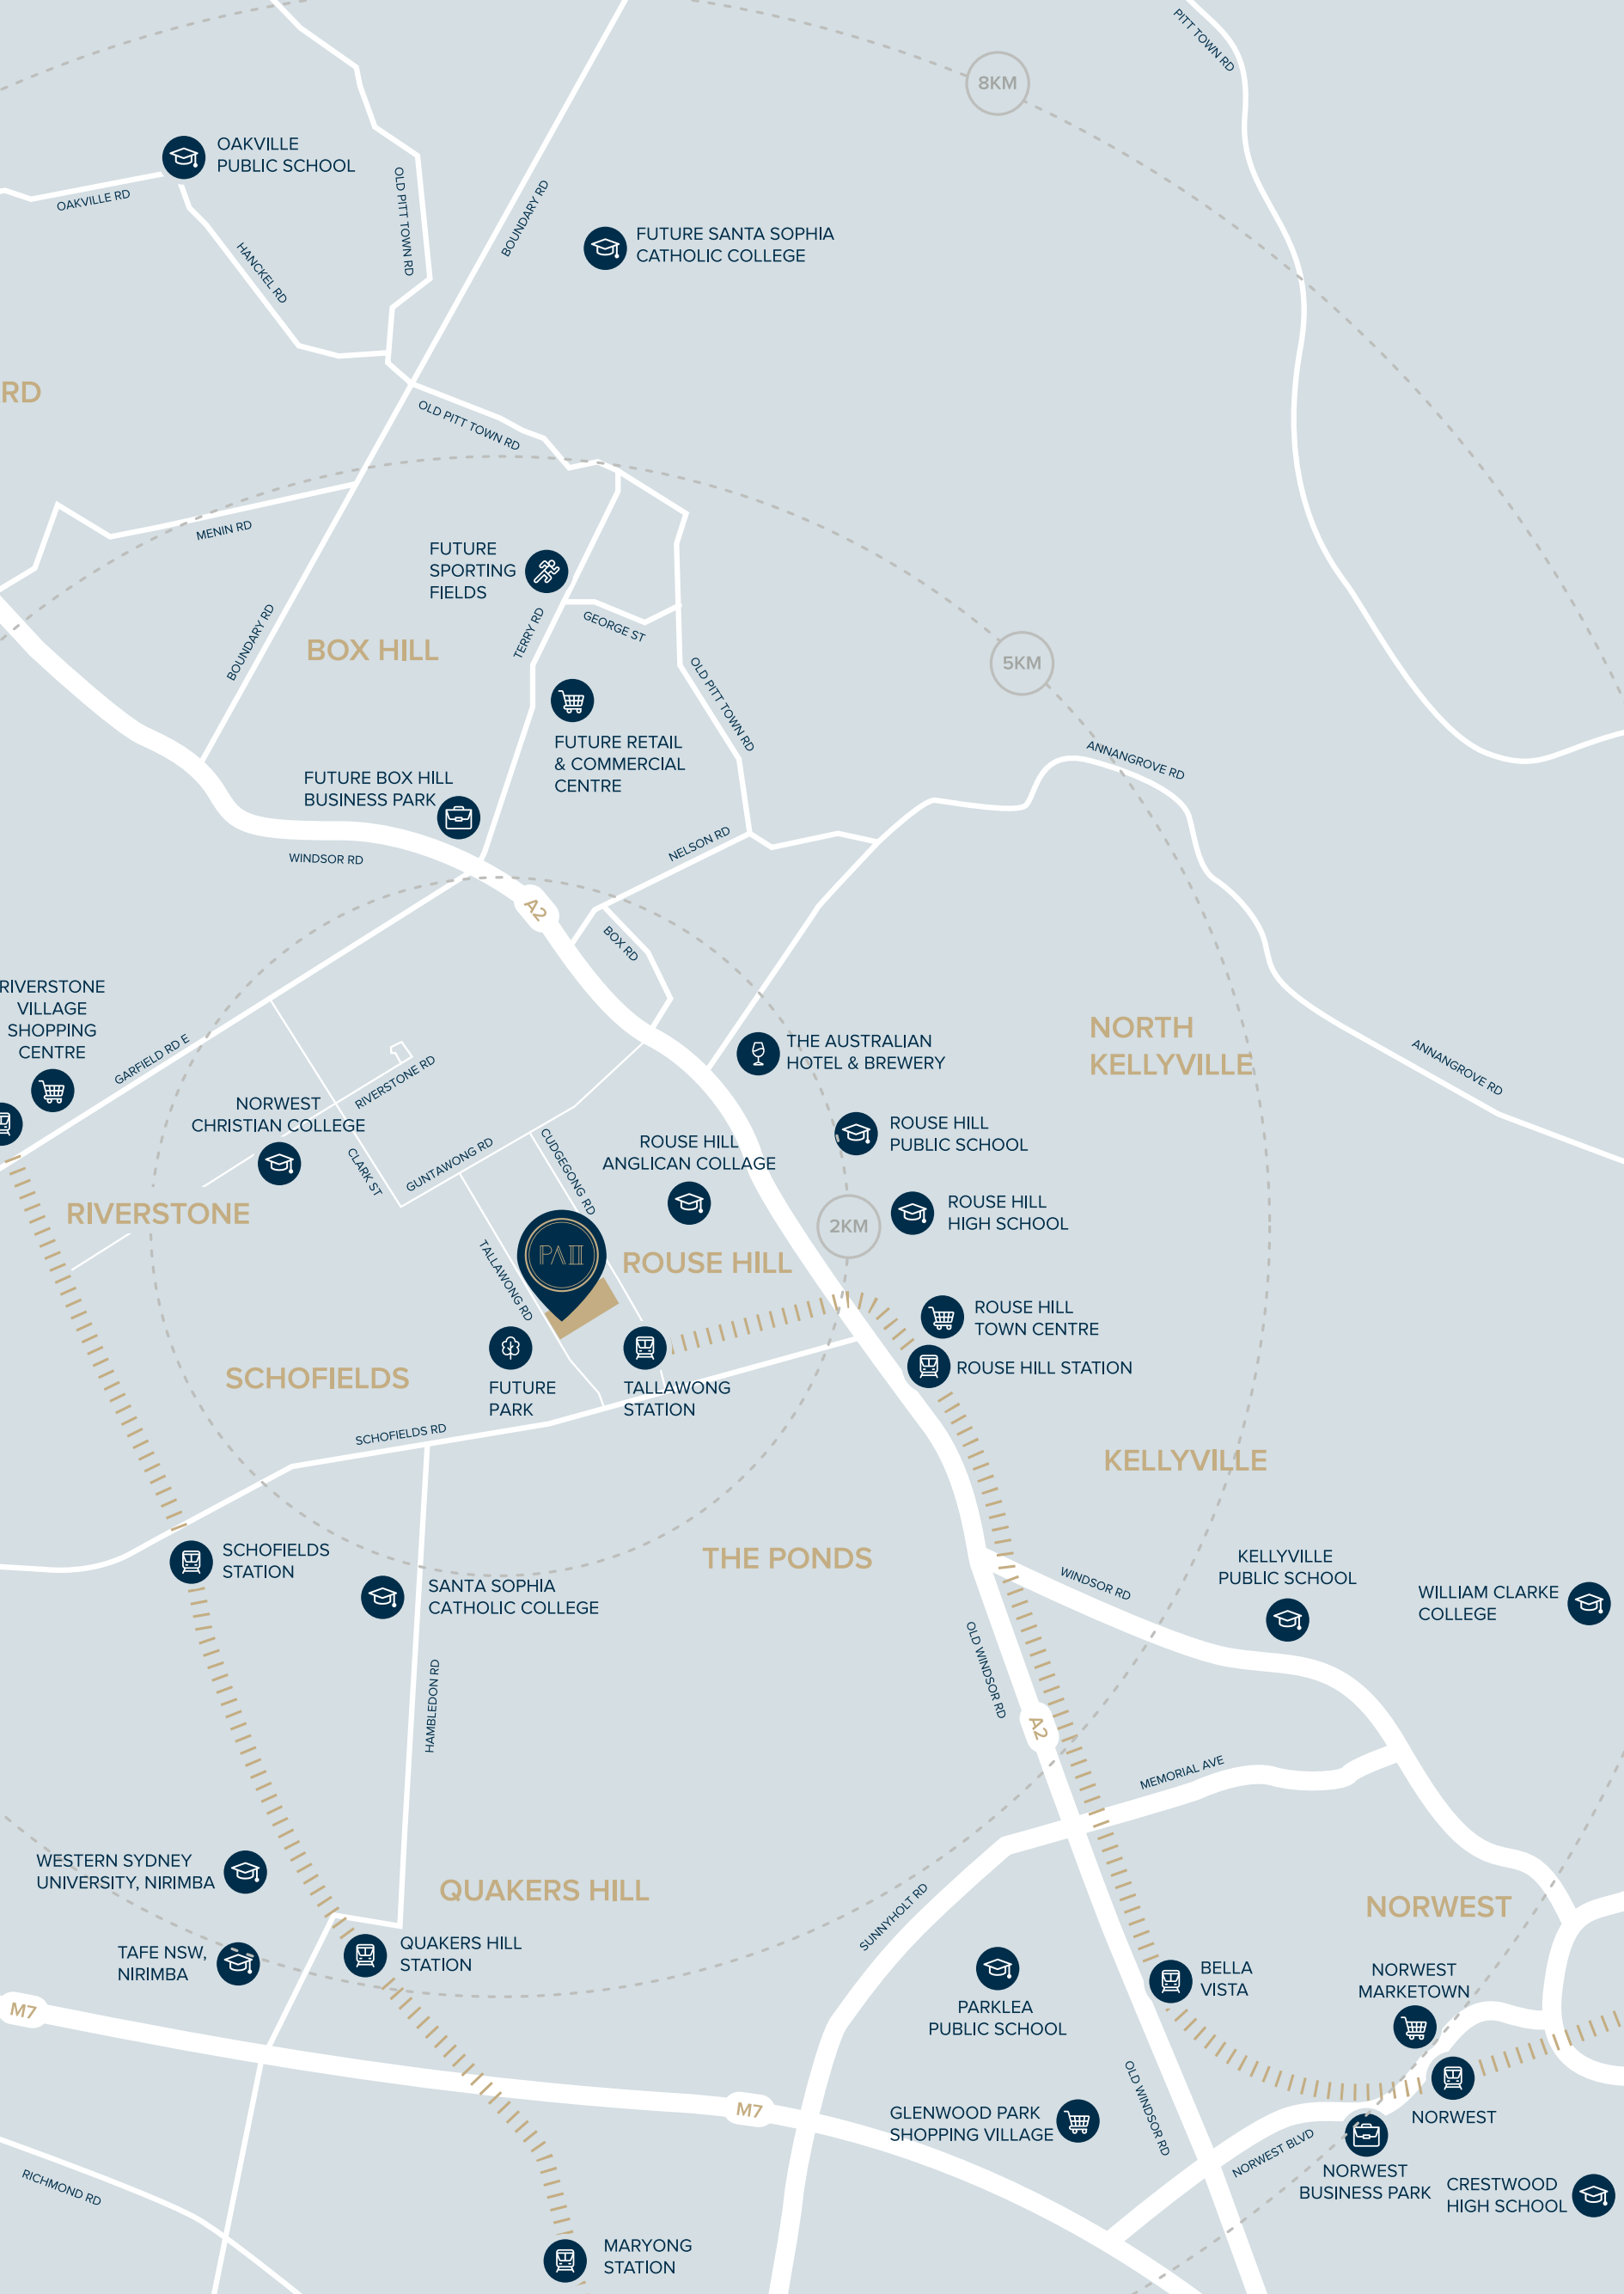 PITT TOWN RD
8KM
OAKVILLE
PUBLIC SCHOOL
OAKVILLE RD
OLD PITT TOWN RD
BOUNDARY RD
HANCKEL RD
FUTURE SANTA SOPHIA
CATHOLIC COLLEGE
RD
OLD PITT TOWN RD
MENIN RD
FUTURE
SPORTING
FIELDS
TERRY RD
GEORGE ST
BOUNDARY RD
BOX HILL
5KM
OLD PITT TOWN RD
FUTURE RETAIL
& COMMERCIAL
CENTRE
ANNANGROVE RD
FUTURE BOX HILL
BUSINESS PARK
WINDSOR RD
NELSON RD
A2
BOX RD
RIVERSTONE
VILLAGE
SHOPPING
CENTRE
GARFIELD RD E
RIVERSTONE RD
THE AUSTRALIAN
HOTEL & BREWERY
NORTH
KELLYVILLE
ANNANGROVE RD
NORWEST
CHRISTIAN COLLEGE
CLARK ST
GUNTAWONG RD
CUDGEGONG RD
ROUSE HILL
ANGLICAN COLLAGE
ROUSE HILL
PUBLIC SCHOOL
RIVERSTONE
ROUSE HILL
HIGH SCHOOL
2KM
TALLAWONG RD
PAII
ROUSE HILL
ROUSE HILL
TOWN CENTRE
ROUSE HILL STATION
SCHOFIELDS
FUTURE
PARK
TALLAWONG
STATION
SCHOFIELDS RD
KELLYVILLE
SCHOFIELDS
STATION
THE PONDS
SANTA SOPHIA
CATHOLIC COLLEGE
WINDSOR RD
KELLYVILLE
PUBLIC SCHOOL
WILLIAM CLARKE
COLLEGE
OLD WINDSOR RD
HAMBLEDON RD
A2
MEMORIAL AVE
WESTERN SYDNEY
UNIVERSITY, NIRIMBA
QUAKERS HILL
SUNNYHOLT RD
NORWEST
TAFE NSW,
NIRIMBA
QUAKERS HILL
STATION
M7
BELLA
VISTA
NORWEST
MARKETOWN
PARKLEA
PUBLIC SCHOOL
M7
OLD WINDSOR RD
GLENWOOD PARK
SHOPPING VILLAGE
NORWEST
NORWEST BLVD
RICHMOND RD
NORWEST
BUSINESS PARK
CRESTWOOD
HIGH SCHOOL
MARYONG
STATION